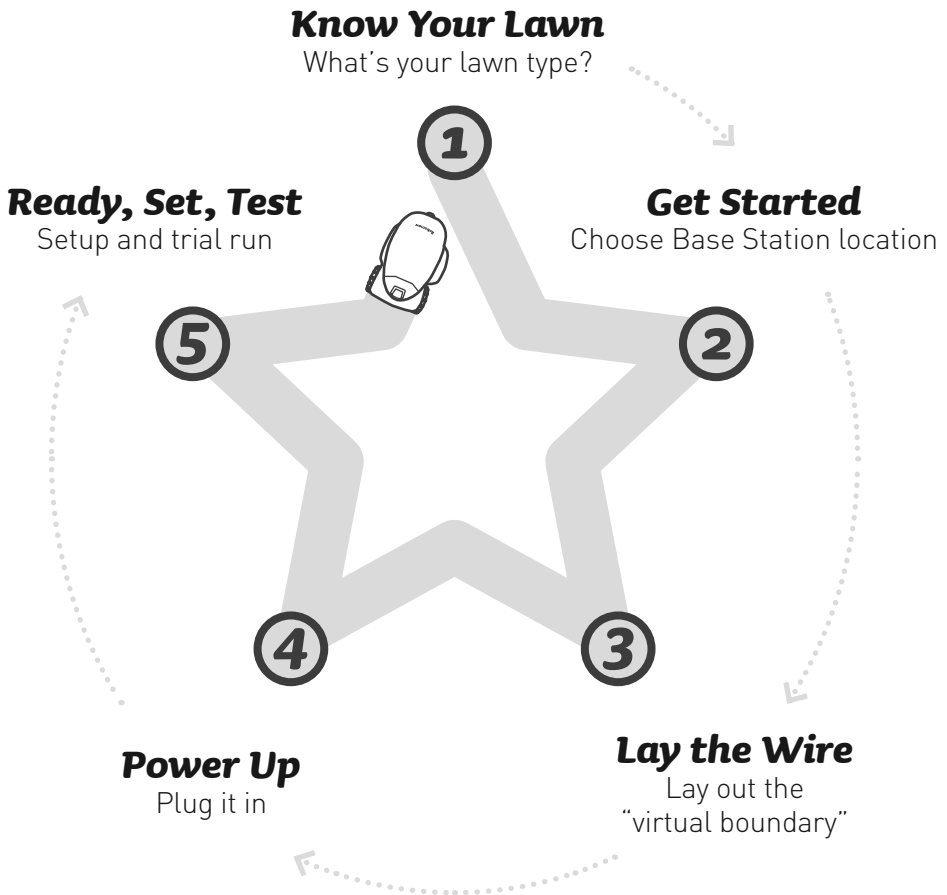 Know Your Lawn
What's your lawn type?
1
Get Started
Choose Base Station location
2
3
Lay the Wire
Lay out the
"virtual boundary"
4
Power Up
Plug it in
Ready, Set, Test
Setup and trial run
5